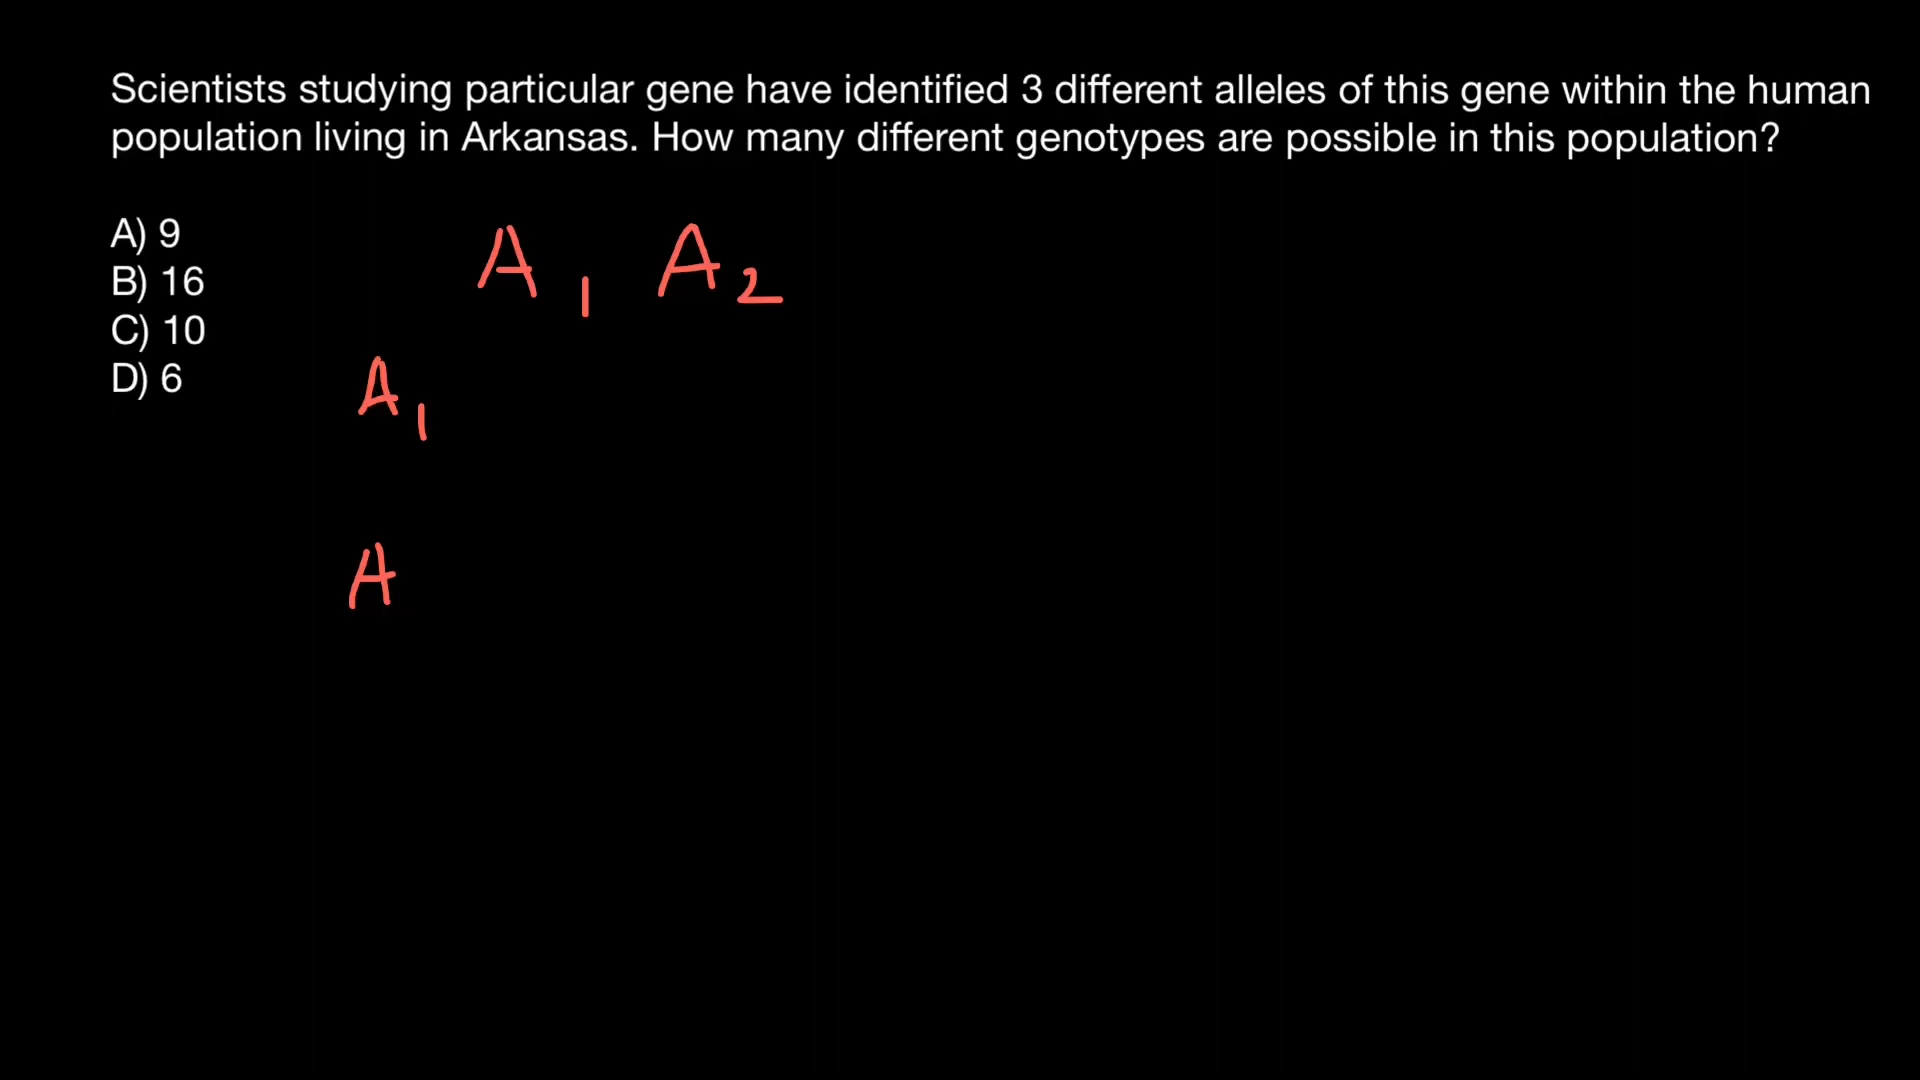 Scientists studying particular gene have identified 3 different alleles of this gene within the human
population living in Arkansas. How many different genotypes are possible in this population?
A) 9
B) 16
C) 10
D) 6
A₁ A₂
A₁
A